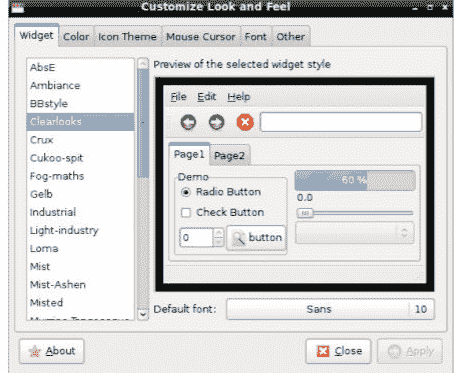 Customize Look and Feel
Widget Color Icon Theme Mouse Cursor Font Other
AbsE
Ambiance
BBstyle
Clearlooks
Crux
Cukoo-spit
Fog-maths
Gelb
Industrial
Light-industry
Loma
Mist
Mist-Ashen
Misted
Preview of the selected widget style
File Edit Help
Page1 Page2
Demo
Radio Button
Check Button
0 button
60 %
0.0
Default font: Sans 10
About Close Apply